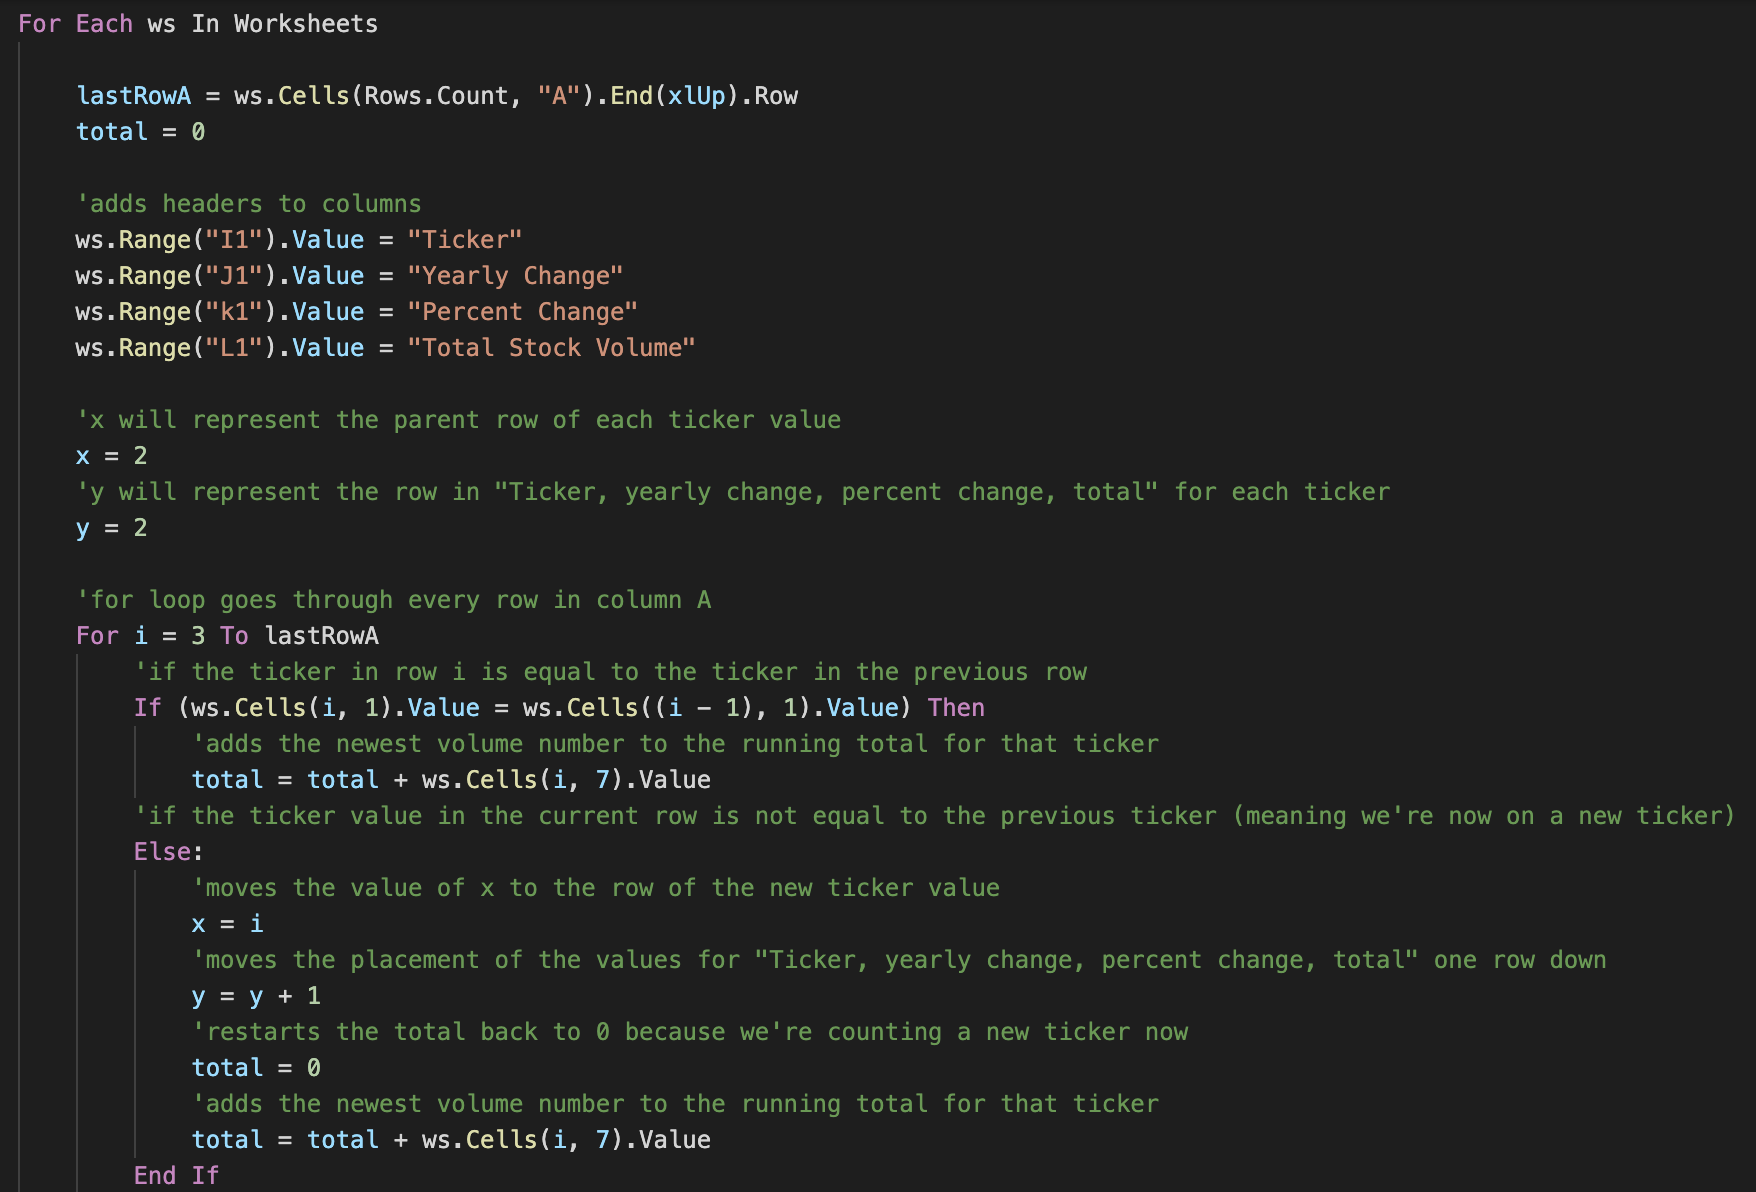 For Each ws In Worksheets
lastRowA = ws.Cells(Rows.Count, "A").End(xlUp).Row
total = 0
'adds headers to columns
ws.Range("I1").Value = "Ticker"
ws.Range("J1").Value = "Yearly Change"
ws.Range("k1").Value = "Percent Change"
ws.Range("L1").Value = "Total Stock Volume"
'x will represent the parent row of each ticker value
x = 2
'y will represent the row in "Ticker, yearly change, percent change, total" for each ticker
y = 2
'for loop goes through every row in column A
For i = 3 To lastRowA
'if the ticker in row i is equal to the ticker in the previous row
If (ws.Cells(i, 1).Value = ws.Cells((i - 1), 1).Value) Then
'adds the newest volume number to the running total for that ticker
total = total + ws.Cells(i, 7).Value
'if the ticker value in the current row is not equal to the previous ticker (meaning we're now on a new ticker)
Else:
'moves the value of x to the row of the new ticker value
x = i
'moves the placement of the values for "Ticker, yearly change, percent change, total" one row down
y = y + 1
'restarts the total back to 0 because we're counting a new ticker now
total = 0
'adds the newest volume number to the running total for that ticker
total = total + ws.Cells(i, 7).Value
End If